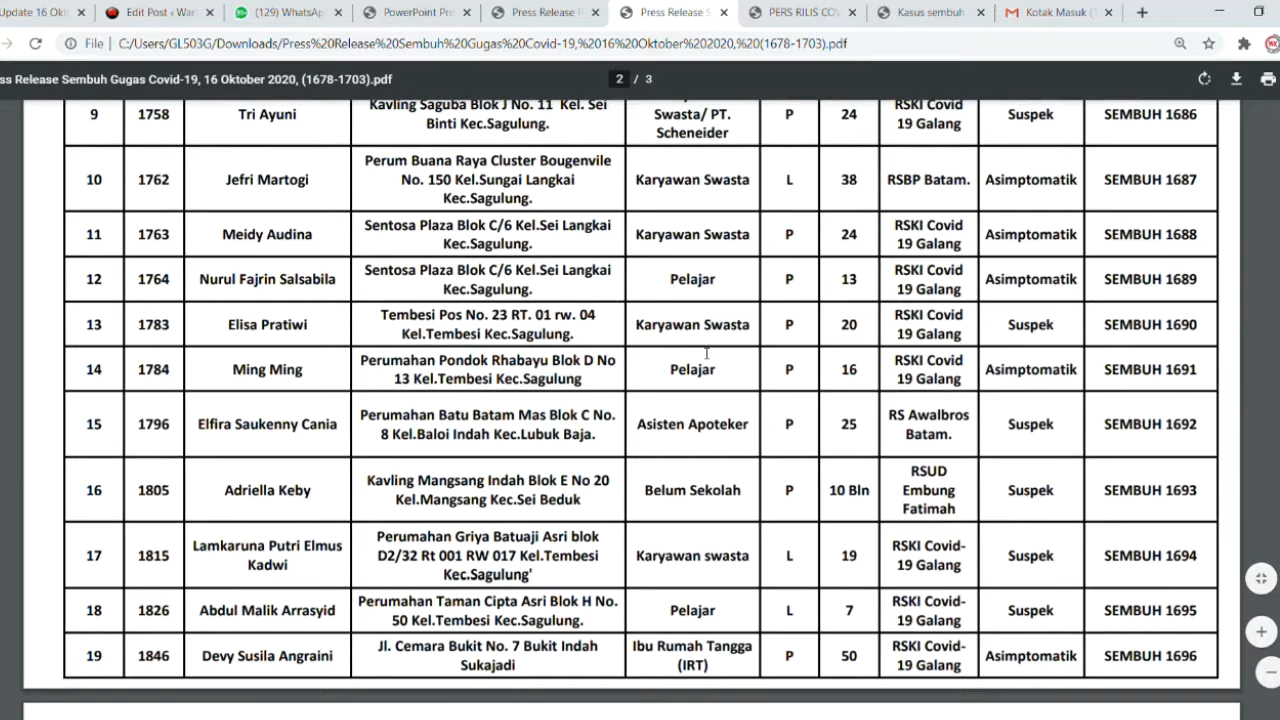 Update 16 Okt
Edit Post ‹ War
(129) WhatsAp
PowerPoint Pre
Press Release
Press Release S
PERS RILIS CO
Kasus sembuh
Kotak Masuk (
File C:/Users/GL503G/Downloads/Press%20Release%20Sembuh%20Gugas%20Covid-19,%2016%20Oktober%202020,%20(1678-1703).pdf
ss Release Sembuh Gugas Covid-19, 16 Oktober 2020, (1678-1703).pdf
2 / 3
9 1758 Tri Ayuni Kavling Saguba Blok J No. 11 Kel. Sei
Binti Kec.Sagulung.
Swasta/ PT.
Scheneider
P 24 RSKI Covid
19 Galang
Suspek SEMBUH 1686
10 1762 Jefri Martogi Perum Buana Raya Cluster Bougenvile
No. 150 Kel.Sungai Langkai
Kec.Sagulung.
Karyawan Swasta L 38 RSBP Batam. Asimptomatik SEMBUH 1687
11 1763 Meidy Audina Sentosa Plaza Blok C/6 Kel.Sei Langkai
Kec.Sagulung.
Karyawan Swasta P 24 RSKI Covid
19 Galang
Asimptomatik SEMBUH 1688
12 1764 Nurul Fajrin Salsabila Sentosa Plaza Blok C/6 Kel.Sei Langkai
Kec.Sagulung.
Pelajar P 13 RSKI Covid
19 Galang
Asimptomatik SEMBUH 1689
13 1783 Elisa Pratiwi Tembesi Pos No. 23 RT. 01 rw. 04
Kel.Tembesi Kec.Sagulung.
Karyawan Swasta P 20 RSKI Covid
19 Galang
Suspek SEMBUH 1690
14 1784 Ming Ming Perumahan Pondok Rhabayu Blok D No
13 Kel.Tembesi Kec.Sagulung
Pelajar P 16 RSKI Covid
19 Galang
Asimptomatik SEMBUH 1691
15 1796 Elfira Saukenny Cania Perumahan Batu Batam Mas Blok C No.
8 Kel.Baloi Indah Kec.Lubuk Baja.
Asisten Apoteker P 25 RS Awalbros
Batam.
Suspek SEMBUH 1692
16 1805 Adriella Keby Kavling Mangsang Indah Blok E No 20
Kel.Mangsang Kec.Sei Beduk
Belum Sekolah P 10 Bln RSUD
Embung
Fatimah
Suspek SEMBUH 1693
17 1815 Lamkaruna Putri Elmus
Kadwi
Perumahan Griya Batuaji Asri blok
D2/32 Rt 001 RW 017 Kel.Tembesi
Kec.Sagulung'
Karyawan swasta L 19 RSKI Covid-
19 Galang
Suspek SEMBUH 1694
18 1826 Abdul Malik Arrasyid Perumahan Taman Cipta Asri Blok H No.
50 Kel.Tembesi Kec.Sagulung.
Pelajar L 7 RSKI Covid-
19 Galang
Suspek SEMBUH 1695
19 1846 Devy Susila Angraini Jl. Cemara Bukit No. 7 Bukit Indah
Sukajadi
Ibu Rumah Tangga
(IRT)
P 50 RSKI Covid-
19 Galang
Asimptomatik SEMBUH 1696